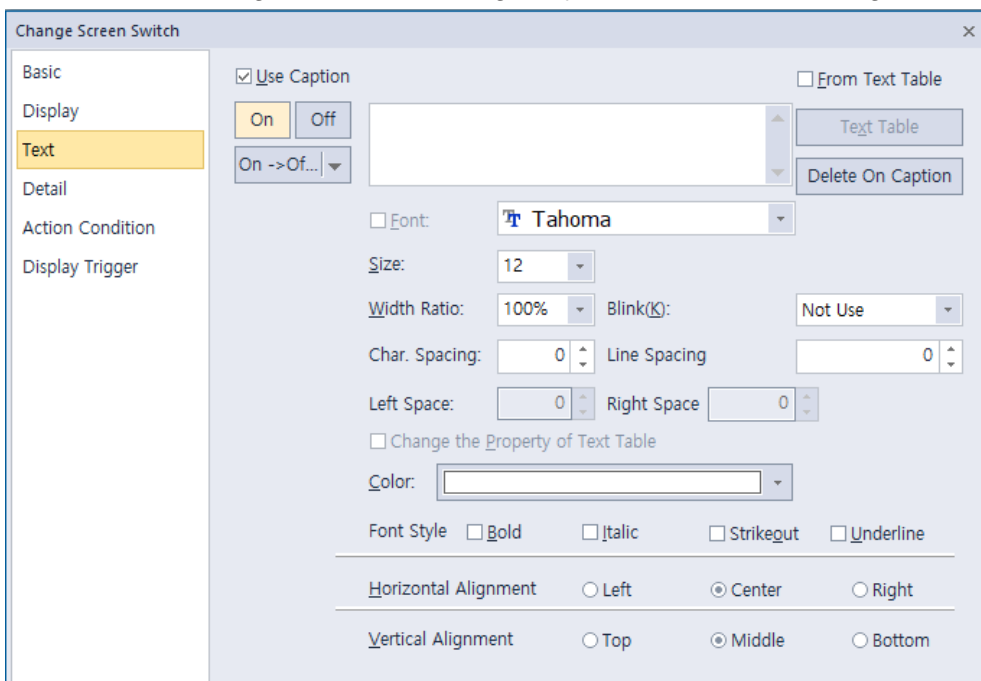 Change Screen Switch
Basic
Display
Text
Detail
Action Condition
Display Trigger
Use Caption
From Text Table
On Off
Text Table
On ->Of...
Delete On Caption
Font: Tahoma
Size: 12
Width Ratio: 100% Blink(K): Not Use
Char. Spacing: 0 Line Spacing 0
Left Space: 0 Right Space 0
Change the Property of Text Table
Color:
Font Style Bold Italic Strikeout Underline
Horizontal Alignment Left Center Right
Vertical Alignment Top Middle Bottom